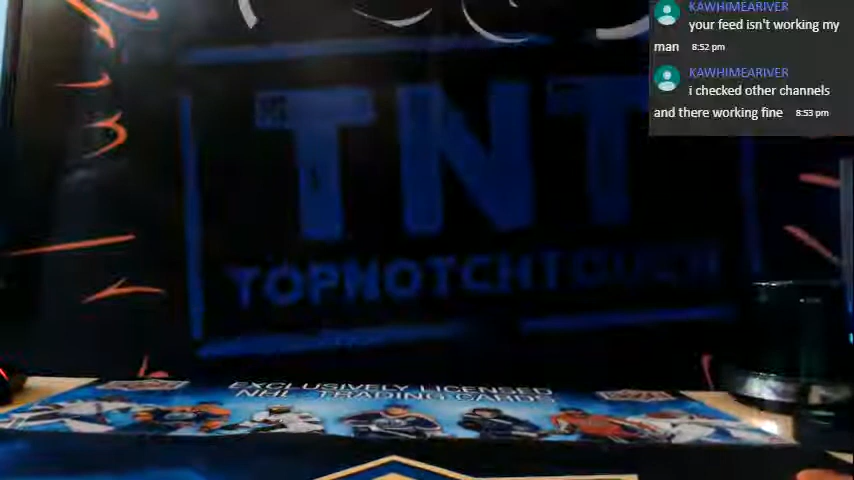 KAWHIMEARIVER
your feed isn't working my
man 8:52 pm
KAWHIMEARIVER
i checked other channels
and there working fine 8:53 pm
TNT
TOPNOTCHTOUCH
EXCLUSIVELY LICENSED
NHL TRADING CARDS